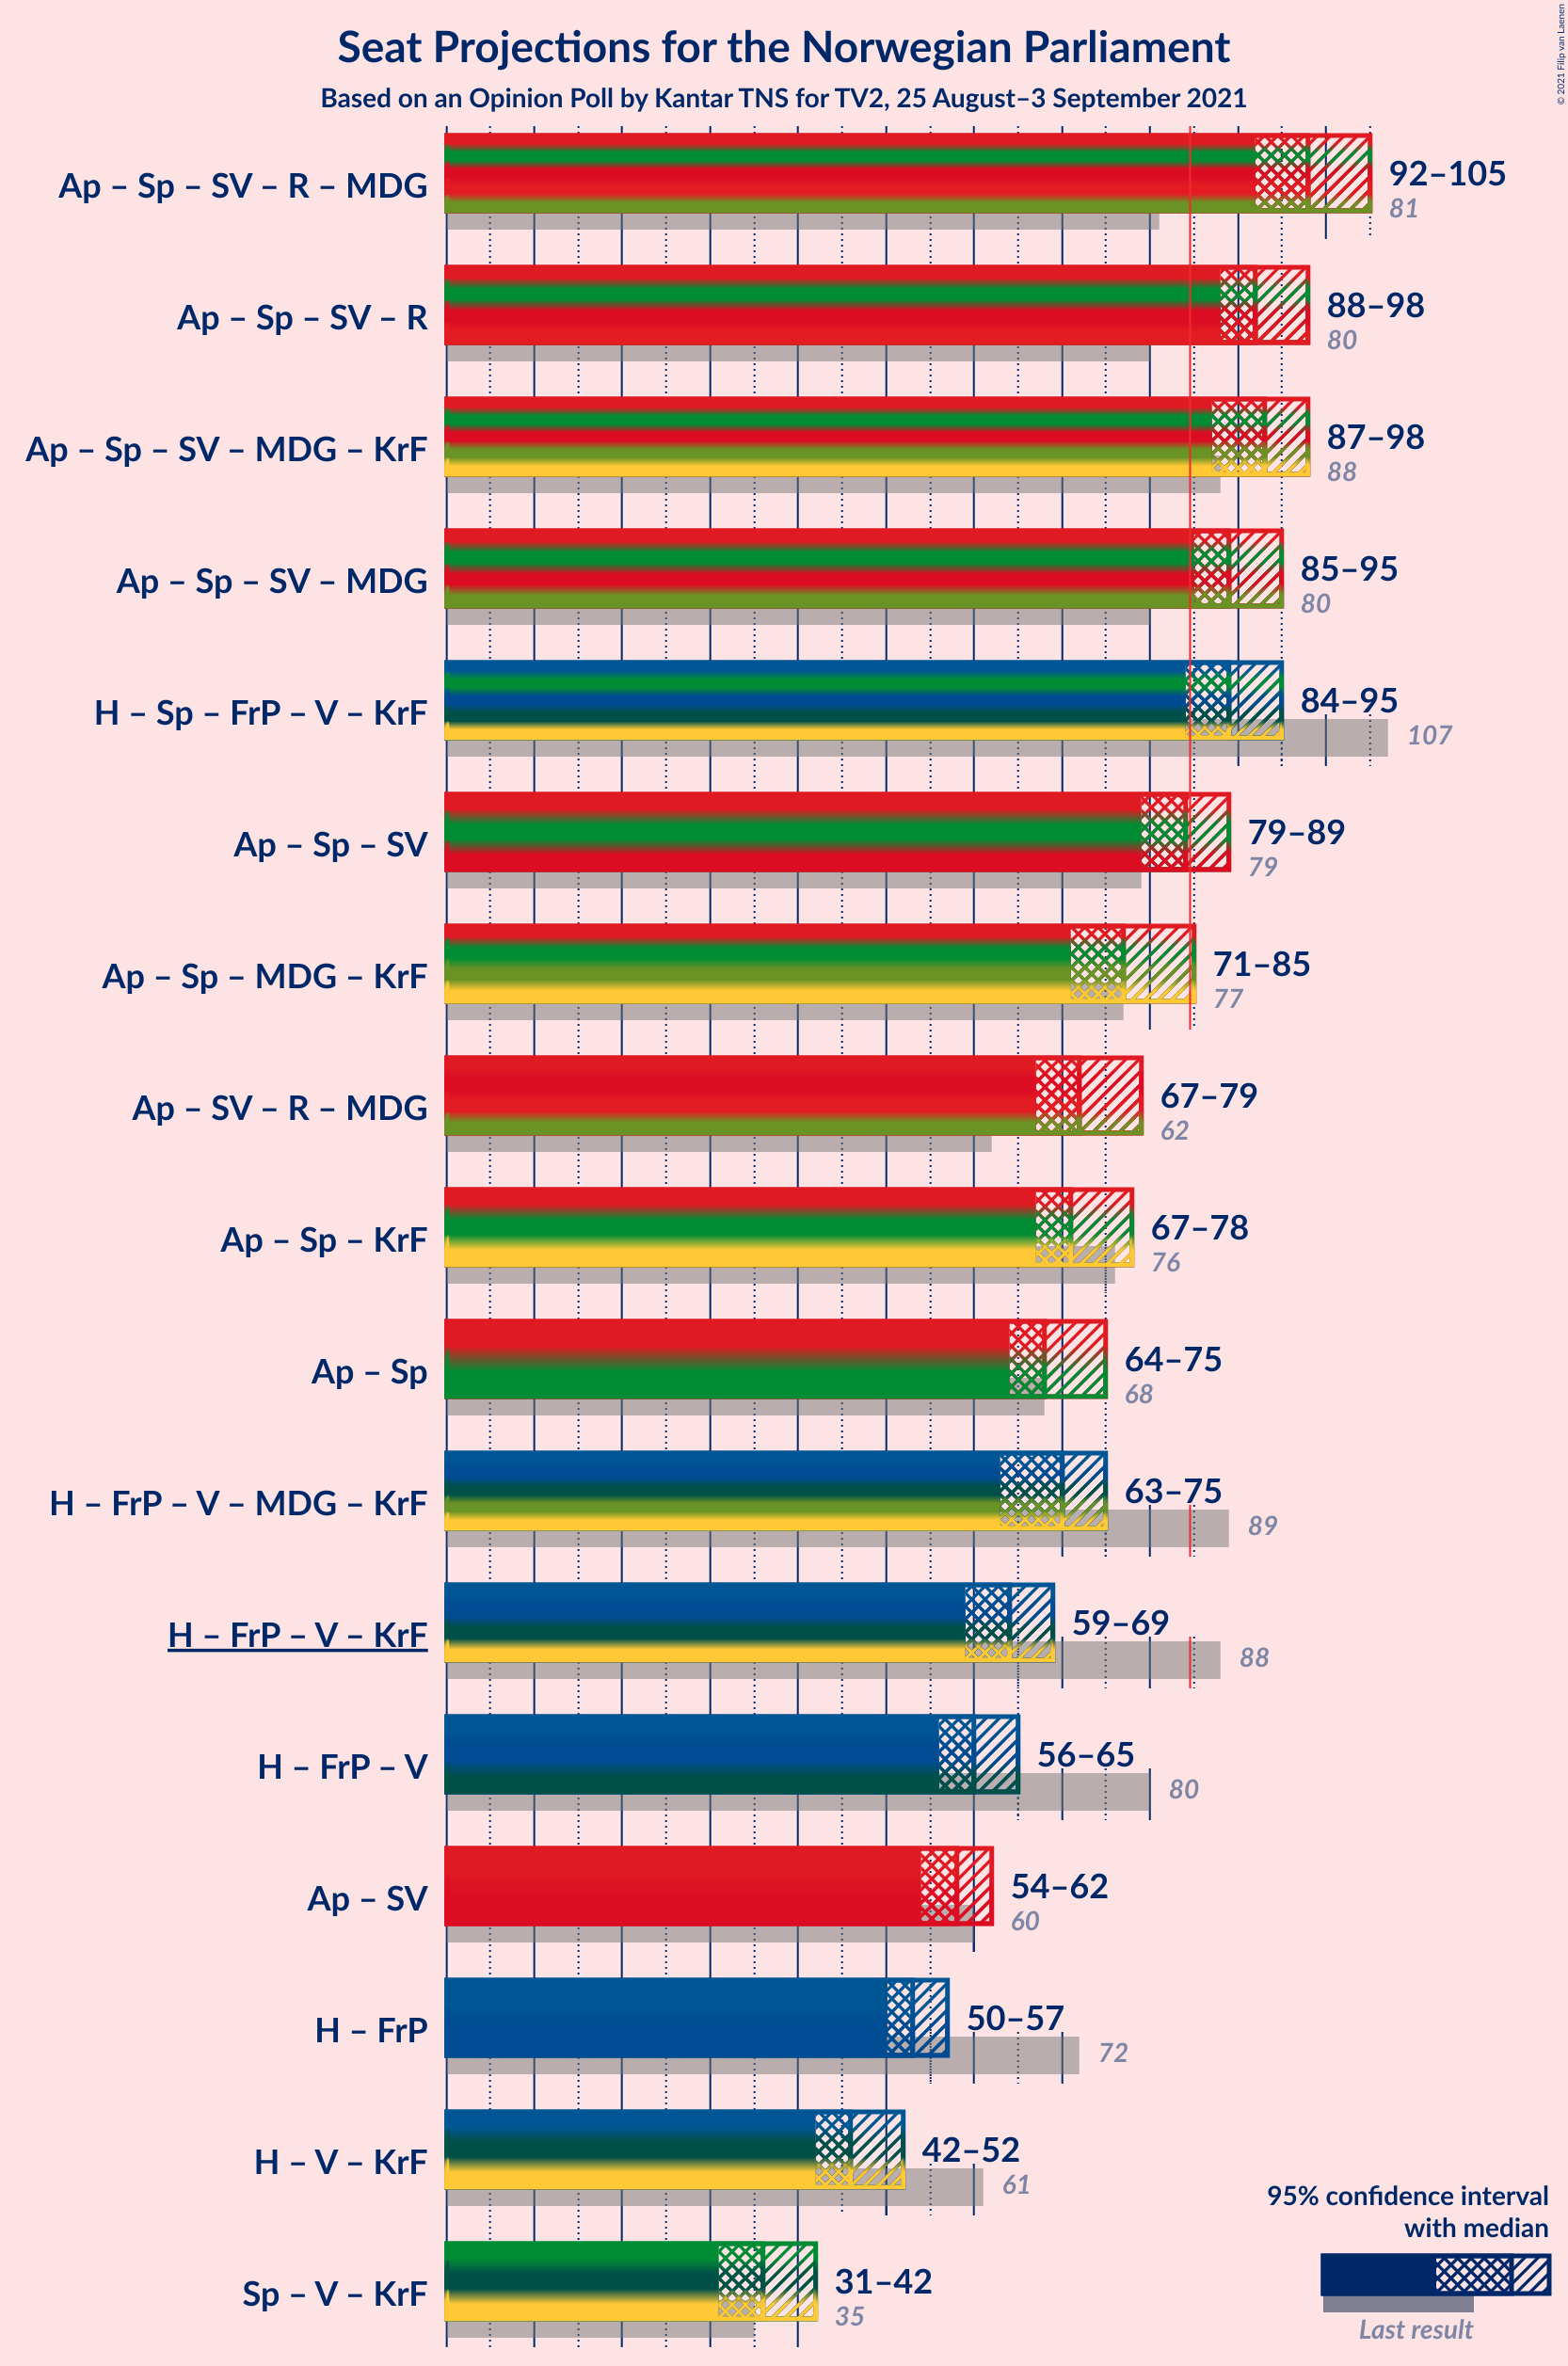 Seat Projections for the Norwegian Parliament
Based on an Opinion Poll by Kantar TNS for TV2, 25 August–3 September 2021
© 2021 Filip van Laenen
Ap – Sp – SV – R – MDG
92–105
81
Ap – Sp – SV – R
88–98
80
Ap – Sp – SV – MDG – KrF
87–98
88
Ap – Sp – SV – MDG
85–95
80
H – Sp – FrP – V – KrF
84–95
107
Ap – Sp – SV
79–89
79
Ap – Sp – MDG – KrF
71–85
77
Ap – SV – R – MDG
67–79
62
Ap – Sp – KrF
67–78
76
Ap – Sp
64–75
68
H – FrP – V – MDG – KrF
63–75
89
H – FrP – V – KrF
59–69
88
H – FrP – V
56–65
80
Ap – SV
54–62
60
H – FrP
50–57
72
H – V – KrF
42–52
61
Sp – V – KrF
31–42
35
95% confidence interval
with median
Last result